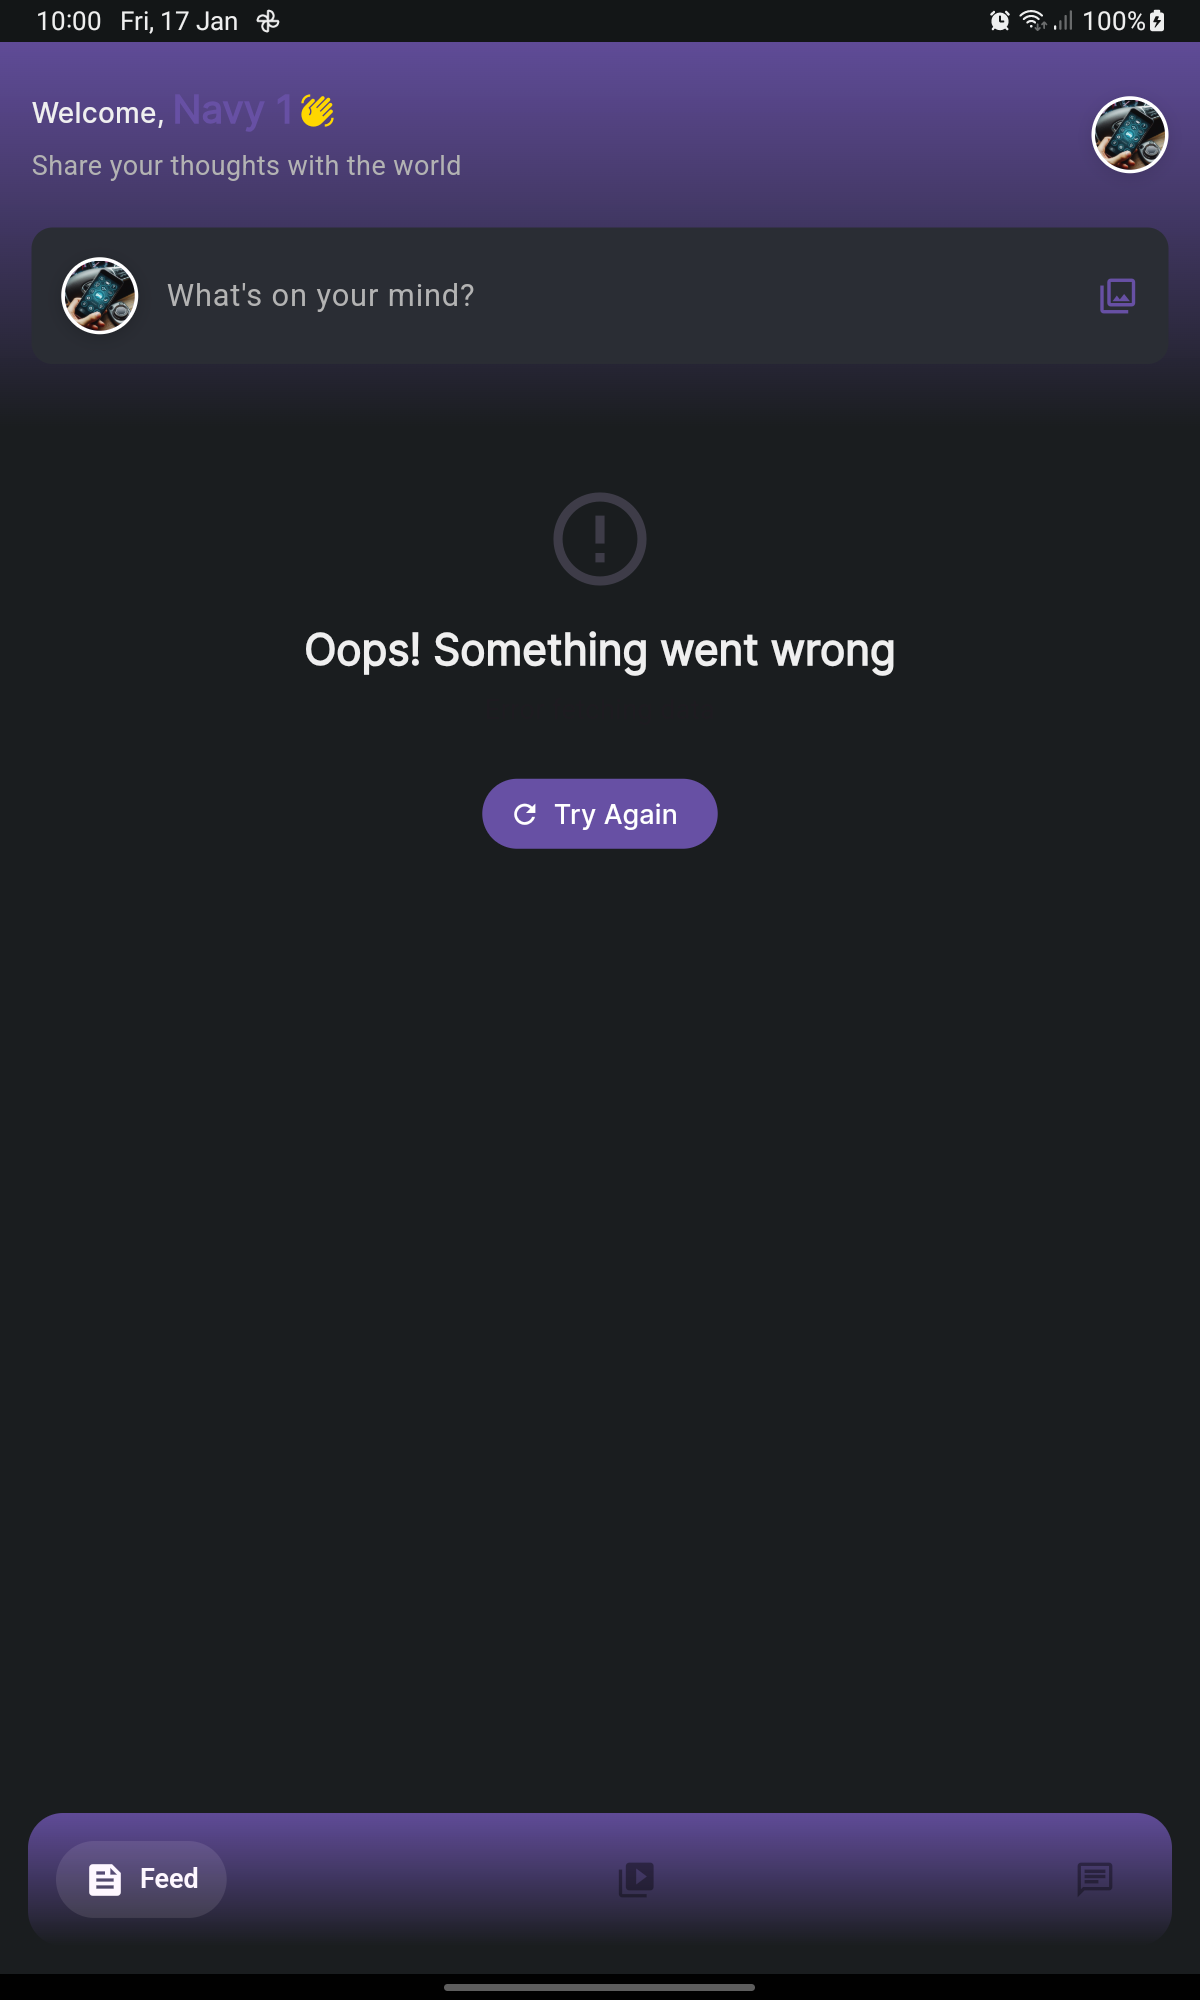 10:00 Fri, 17 Jan 100%
Welcome, Navy 1👋
Share your thoughts with the world
What's on your mind?
Oops! Something went wrong
Try Again
Feed